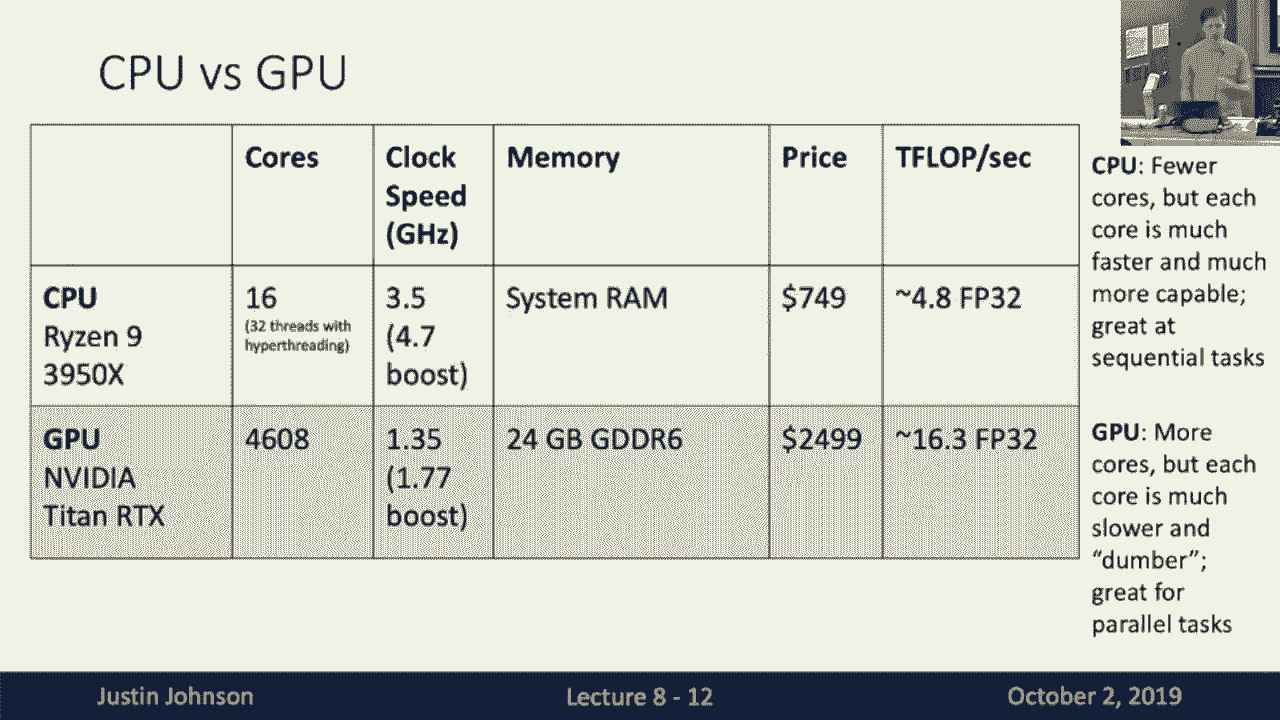 CPU vs GPU
Cores
Clock
Speed
(GHz)
Memory
Price
TFLOP/sec
CPU
Ryzen 9
3950X
16
(32 threads with
hyperthreading)
3.5
(4.7
boost)
System RAM
$749
~4.8 FP32
GPU
NVIDIA
Titan RTX
4608
1.35
(1.77
boost)
24 GB GDDR6
$2499
~16.3 FP32
CPU: Fewer
cores, but each
core is much
faster and much
more capable;
great at
sequential tasks
GPU: More
cores, but each
core is much
slower and
“dumber”;
great for
parallel tasks
Justin Johnson
Lecture 8 - 12
October 2, 2019